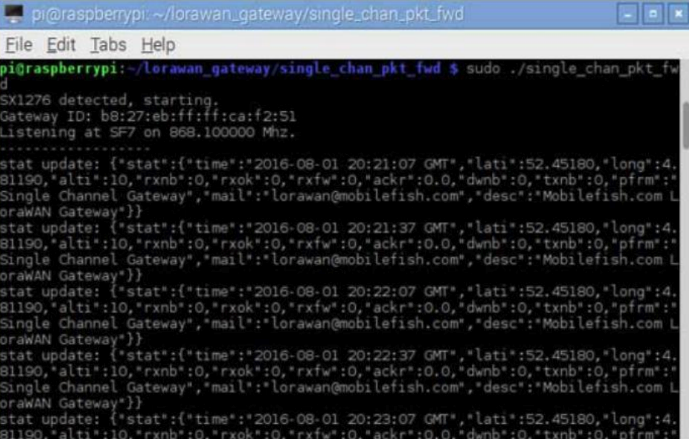 pi@raspberrypi: ~/lorawan_gateway/single_chan_pkt_fwd
File Edit Tabs Help
pi@raspberrypi:~/lorawan_gateway/single_chan_pkt_fwd $ sudo ./single_chan_pkt_fw
d
SX1276 detected, starting.
Gateway ID: b8:27:eb:ff:ff:ca:f2:51
Listening at SF7 on 868.100000 Mhz.
------------------
stat update: {"stat":{"time":"2016-08-01 20:21:07 GMT","lati":52.45180,"long":4.
81190,"alti":10,"rxnb":0,"rxok":0,"rxfw":0,"ackr":0.0,"dwnb":0,"txnb":0,"pfrm":"
Single Channel Gateway","mail":"lorawan@mobilefish.com","desc":"Mobilefish.com L
oraWAN Gateway"}}
stat update: {"stat":{"time":"2016-08-01 20:21:37 GMT","lati":52.45180,"long":4.
81190,"alti":10,"rxnb":0,"rxok":0,"rxfw":0,"ackr":0.0,"dwnb":0,"txnb":0,"pfrm":"
Single Channel Gateway","mail":"lorawan@mobilefish.com","desc":"Mobilefish.com L
oraWAN Gateway"}}
stat update: {"stat":{"time":"2016-08-01 20:22:07 GMT","lati":52.45180,"long":4.
81190,"alti":10,"rxnb":0,"rxok":0,"rxfw":0,"ackr":0.0,"dwnb":0,"txnb":0,"pfrm":"
Single Channel Gateway","mail":"lorawan@mobilefish.com","desc":"Mobilefish.com L
oraWAN Gateway"}}
stat update: {"stat":{"time":"2016-08-01 20:22:37 GMT","lati":52.45180,"long":4.
81190,"alti":10,"rxnb":0,"rxok":0,"rxfw":0,"ackr":0.0,"dwnb":0,"txnb":0,"pfrm":"
Single Channel Gateway","mail":"lorawan@mobilefish.com","desc":"Mobilefish.com L
oraWAN Gateway"}}
stat update: {"stat":{"time":"2016-08-01 20:23:07 GMT","lati":52.45180,"long":4.
81190,"alti":10,"rxnb":0,"rxok":0,"rxfw":0,"ackr":0.0,"dwnb":0,"txnb":0,"pfrm":"